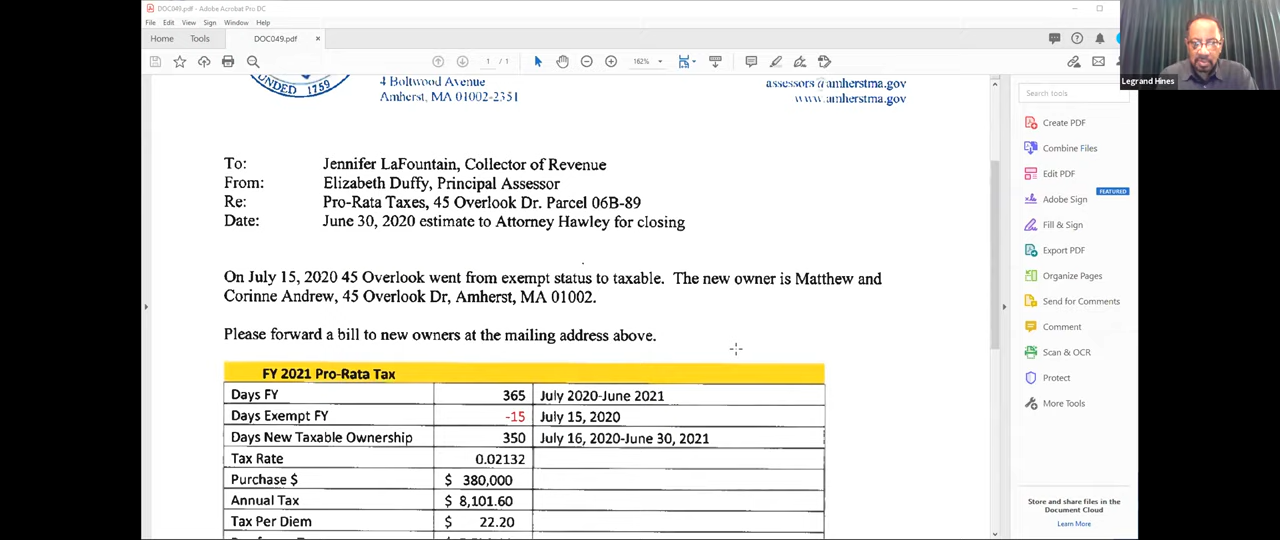 DOC049.pdf - Adobe Acrobat Pro DC
File Edit View Sign Window Help
Home Tools DOC049.pdf ×
1 / 1 162%
Legrand Hines
UNDED 1759
4 Boltwood Avenue
Amherst, MA 01002-2351
assessors@amherstma.gov
www.amherstma.gov
To: Jennifer LaFountain, Collector of Revenue
From: Elizabeth Duffy, Principal Assessor
Re: Pro-Rata Taxes, 45 Overlook Dr. Parcel 06B-89
Date: June 30, 2020 estimate to Attorney Hawley for closing
On July 15, 2020 45 Overlook went from exempt status to taxable. The new owner is Matthew and
Corinne Andrew, 45 Overlook Dr, Amherst, MA 01002.
Please forward a bill to new owners at the mailing address above.
FY 2021 Pro-Rata Tax
Days FY 365 July 2020-June 2021
Days Exempt FY -15 July 15, 2020
Days New Taxable Ownership 350 July 16, 2020-June 30, 2021
Tax Rate 0.02132
Purchase $ $ 380,000
Annual Tax $ 8,101.60
Tax Per Diem $ 22.20
Search tools
Create PDF
Combine Files
Edit PDF
FEATURED
Adobe Sign
Fill & Sign
Export PDF
Organize Pages
Send for Comments
Comment
Scan & OCR
Protect
More Tools
Store and share files in the
Document Cloud
Learn More